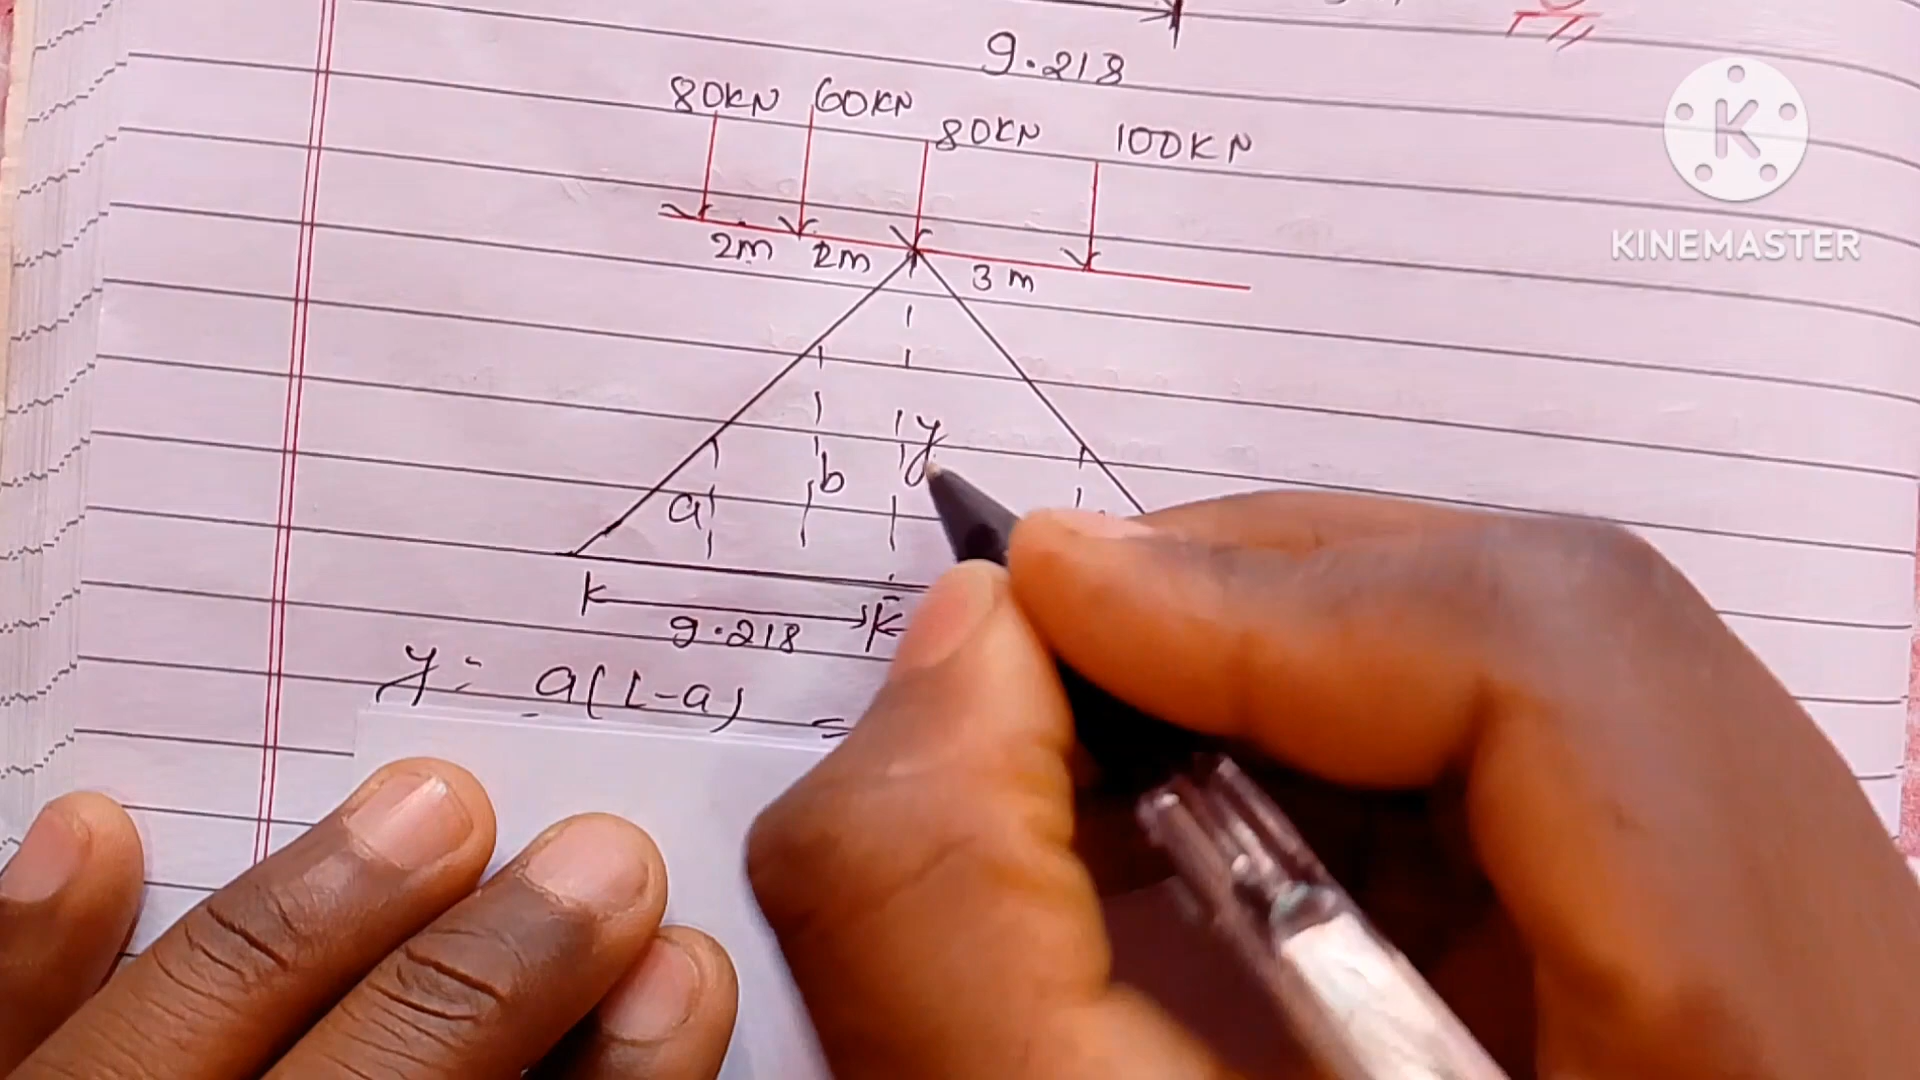 9.218
80KN 60KN 80KN 100KN
K
KINEMASTER
2m 2m 3m
y
b
a
9.218
y = a(L-a) =